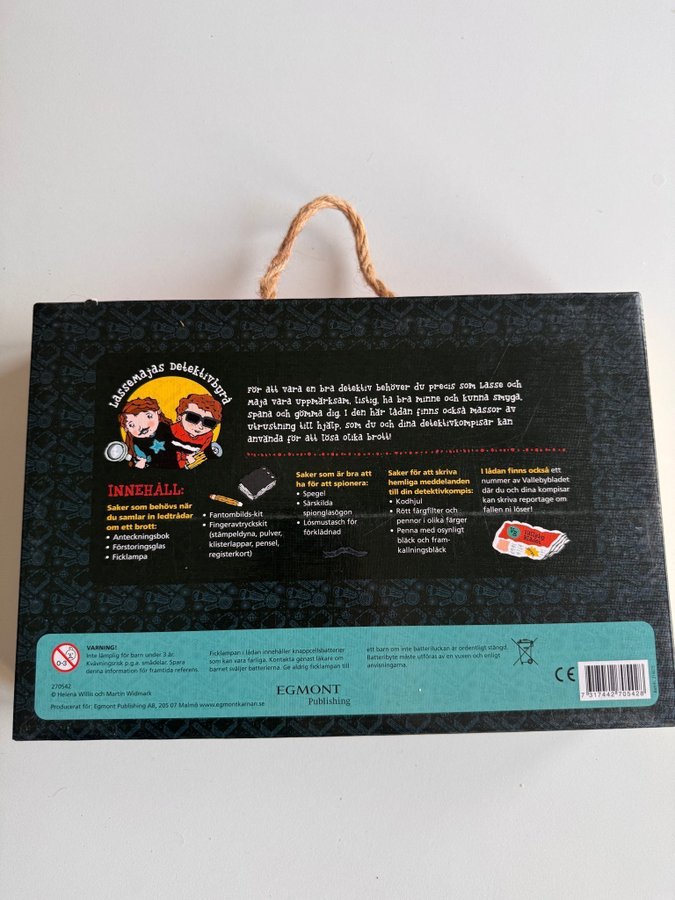 LasseMajas Detektivbyrå
För att vara en bra detektiv behöver du precis som Lasse och
Maja vara uppmärksam, listig, ha bra minne och kunna smyga,
spana och gömma dig. I den här lådan finns också massor av
utrustning till hjälp, som du och dina detektivkompisar kan
använda för att lösa olika brott!
INNEHÅLL:
Saker som behövs när
du samlar in ledtrådar
om ett brott:
• Anteckningsbok
• Förstoringsglas
• Ficklampa
• Fantombilds-kit
• Fingeravtryckskit
(stämpeldyna, pulver,
klisterlappar, pensel,
registerkort)
Saker som är bra att
ha för att spionera:
• Spegel
• Särskilda
spionglasögon
• Lösmustasch för
förklädnad
Saker för att skriva
hemliga meddelanden
till din detektivkompis:
• Kodhjul
• Rött färgfilter och
pennor i olika färger
• Penna med osynligt
bläck och fram-
kallningsbläck
I lådan finns också ett
nummer av Vallebybladet
där du och dina kompisar
kan skriva reportage om
fallen ni löser!
0-3
VARNING!
Inte lämplig för barn under 3 år.
Kvävningsrisk p.g.a. smådelar. Spara
denna information för framtida referens.
Ficklampan i lådan innehåller knappcellsbatterier
som kan vara farliga. Kontakta genast läkare om
barnet sväljer batterierna. Ge aldrig ficklampan till
ett barn om inte batteriluckan är ordentligt stängd.
Batteribyte måste utföras av en vuxen och enligt
anvisningarna.
270542
© Helena Willis och Martin Widmark
Producerat för: Egmont Publishing AB, 205 07 Malmö www.egmontkarnan.se
EGMONT
Publishing
CE
7 317442 705428